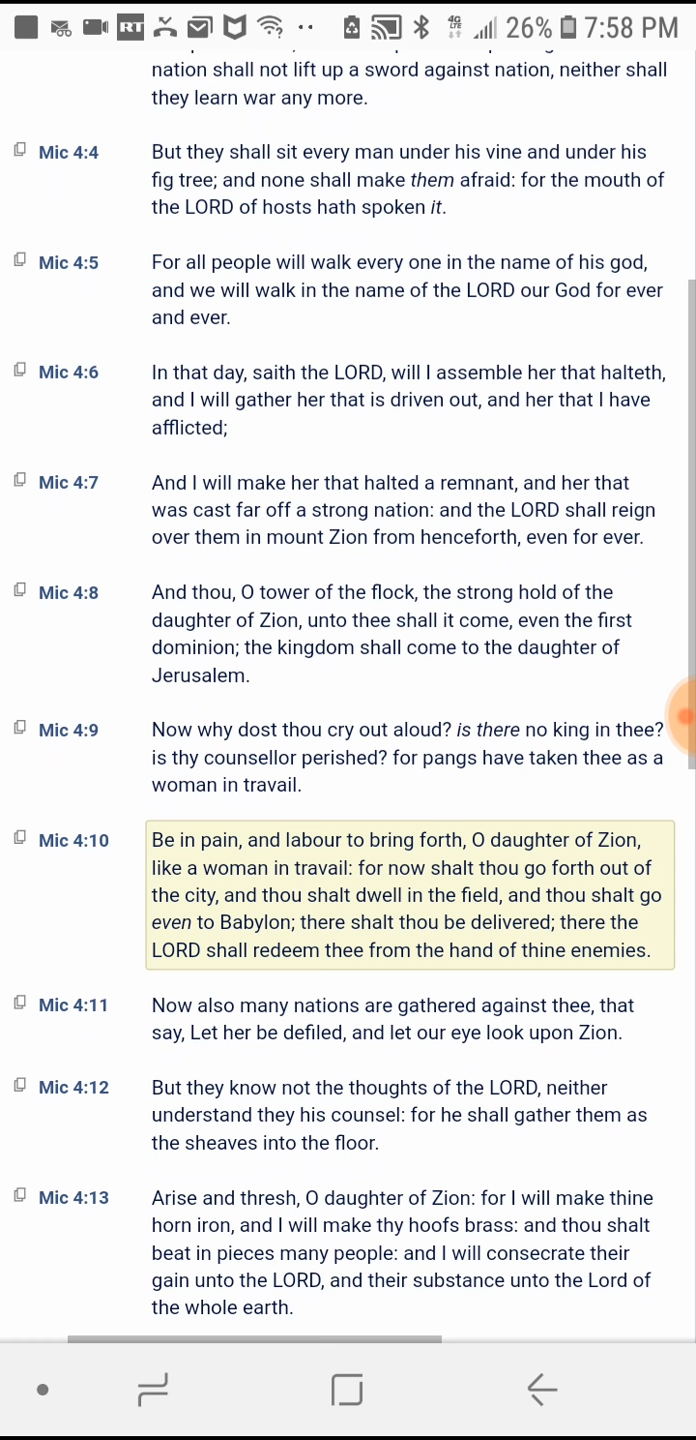 RT 4G LTE 26% 7:58 PM
nation shall not lift up a sword against nation, neither shall
they learn war any more.
Mic 4:4 But they shall sit every man under his vine and under his
fig tree; and none shall make them afraid: for the mouth of
the LORD of hosts hath spoken it.
Mic 4:5 For all people will walk every one in the name of his god,
and we will walk in the name of the LORD our God for ever
and ever.
Mic 4:6 In that day, saith the LORD, will I assemble her that halteth,
and I will gather her that is driven out, and her that I have
afflicted;
Mic 4:7 And I will make her that halted a remnant, and her that
was cast far off a strong nation: and the LORD shall reign
over them in mount Zion from henceforth, even for ever.
Mic 4:8 And thou, O tower of the flock, the strong hold of the
daughter of Zion, unto thee shall it come, even the first
dominion; the kingdom shall come to the daughter of
Jerusalem.
Mic 4:9 Now why dost thou cry out aloud? is there no king in thee?
is thy counsellor perished? for pangs have taken thee as a
woman in travail.
Mic 4:10 Be in pain, and labour to bring forth, O daughter of Zion,
like a woman in travail: for now shalt thou go forth out of
the city, and thou shalt dwell in the field, and thou shalt go
even to Babylon; there shalt thou be delivered; there the
LORD shall redeem thee from the hand of thine enemies.
Mic 4:11 Now also many nations are gathered against thee, that
say, Let her be defiled, and let our eye look upon Zion.
Mic 4:12 But they know not the thoughts of the LORD, neither
understand they his counsel: for he shall gather them as
the sheaves into the floor.
Mic 4:13 Arise and thresh, O daughter of Zion: for I will make thine
horn iron, and I will make thy hoofs brass: and thou shalt
beat in pieces many people: and I will consecrate their
gain unto the LORD, and their substance unto the Lord of
the whole earth.